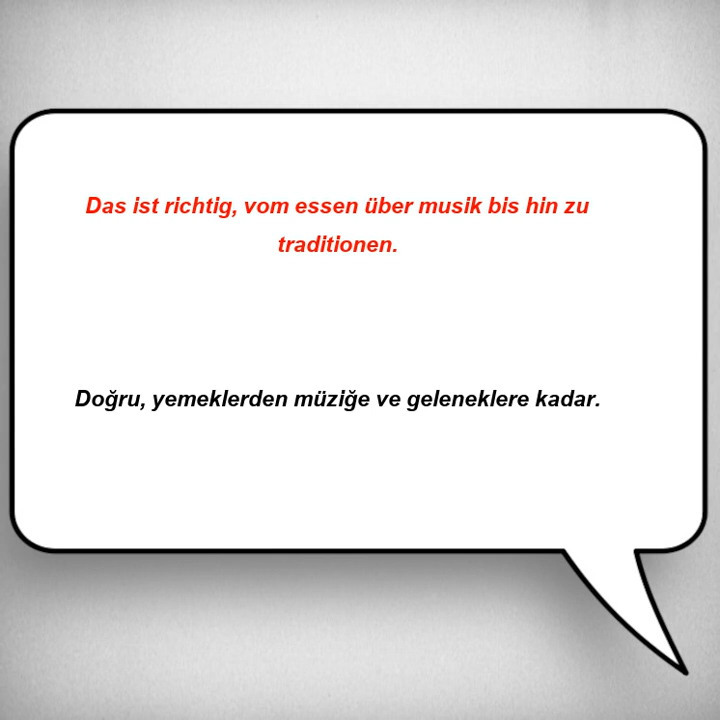 Das ist richtig, vom essen über musik bis hin zu
traditionen.
Doğru, yemeklerden müziğe ve geleneklere kadar.